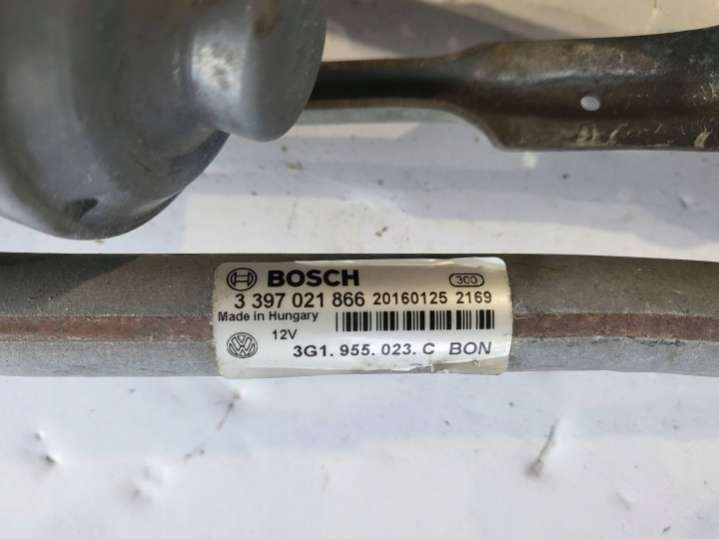 BOSCH 300
3 397 021 866 20160125 2169
Made in Hungary
12V
3G1. 955. 023. C BON